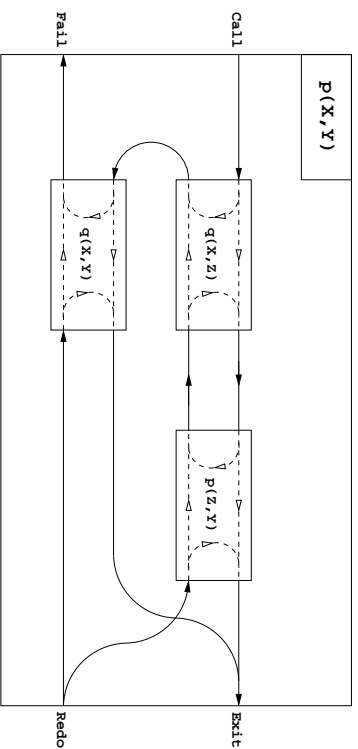 p(X,Y)
Call
Exit
q(X,Z)
p(Z,Y)
q(X,Y)
Fail
Redo